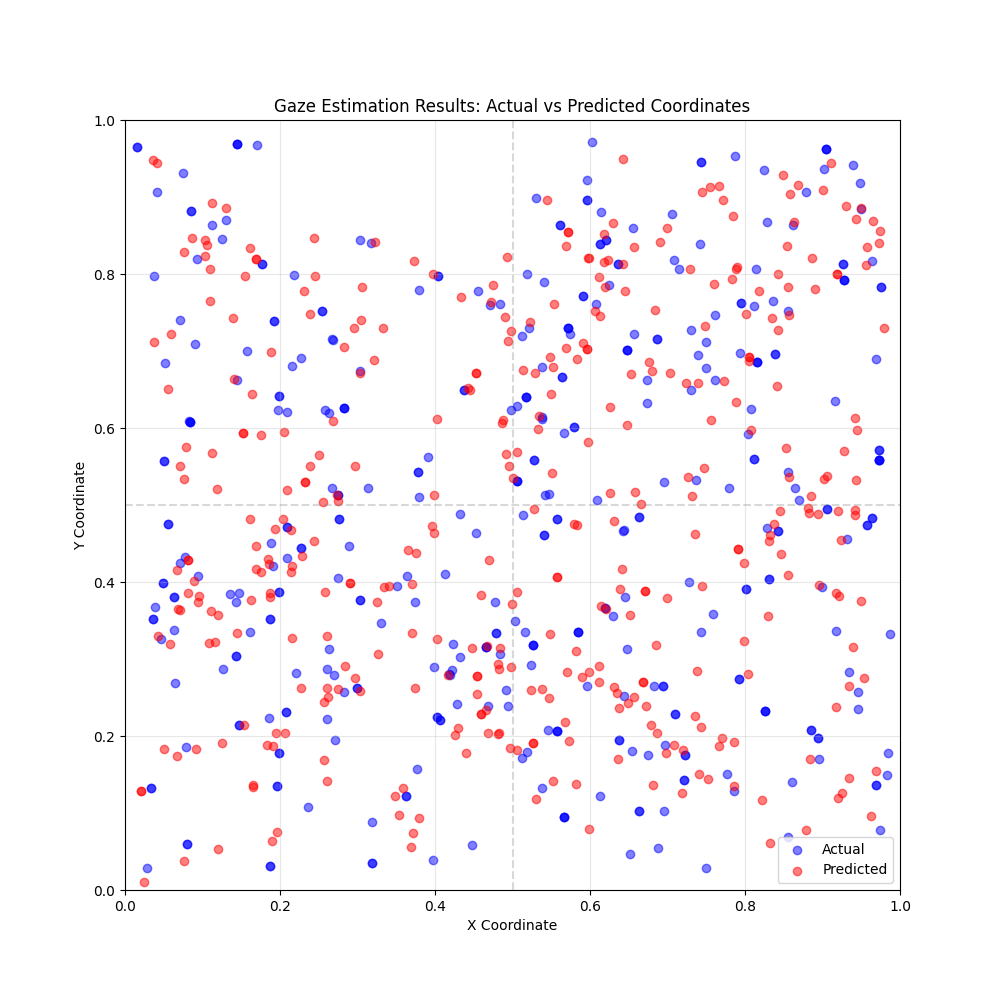 Gaze Estimation Results: Actual vs Predicted Coordinates
1.0
0.8
0.6
0.4
0.2
0.0
Y Coordinate
0.0 0.2 0.4 0.6 0.8 1.0
X Coordinate
Actual
Predicted